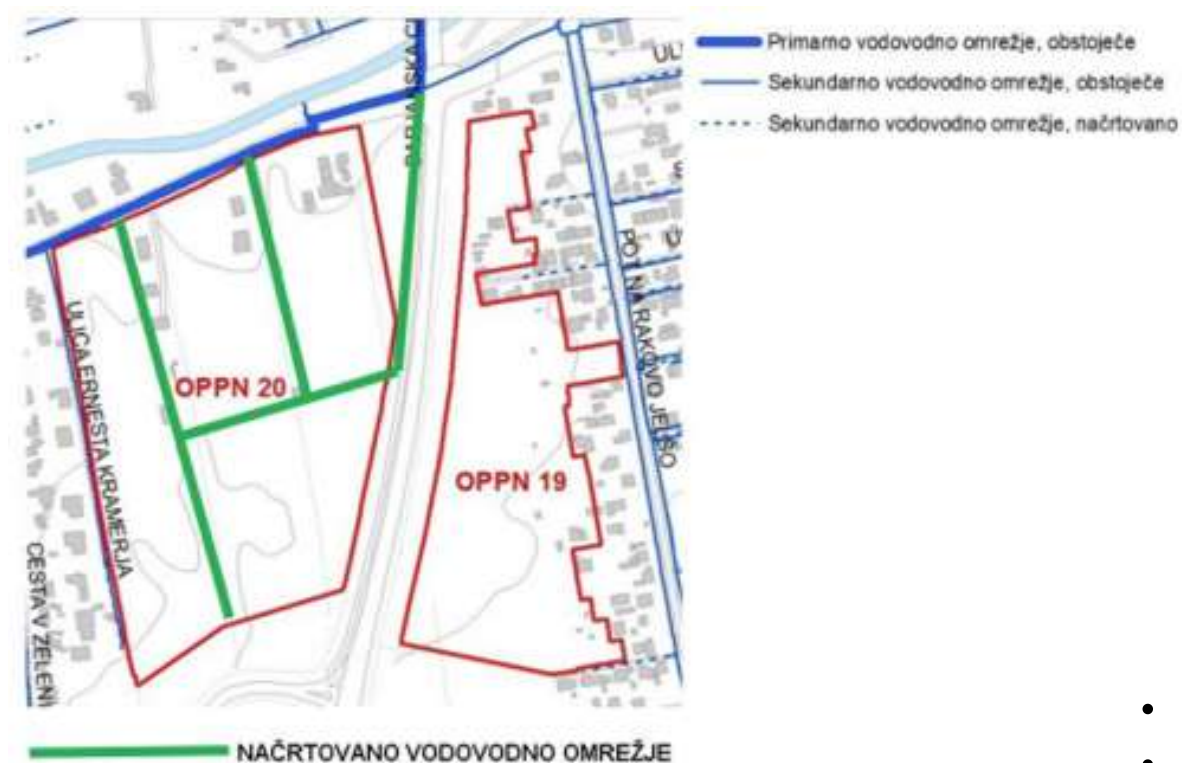 Primarno vodovodno omrežje, obstoječe
Sekundarno vodovodno omrežje, obstoječe
Sekundarno vodovodno omrežje, načrtovano
OPPN 20
OPPN 19
ULICA ERNESTA KRAMERJA
CESTA V ZELENI
POT NA RAKOVO JELŠO
UL
NAČRTOVANO VODOVODNO OMREŽJE